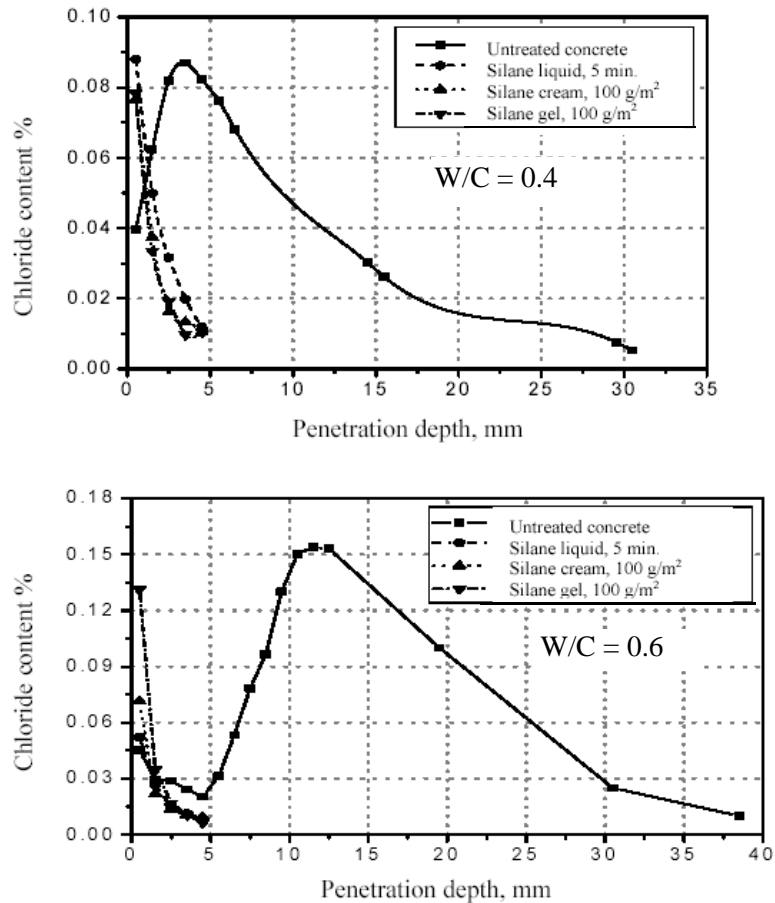 0.10
0.08
0.06
0.04
0.02
0.00
Chloride content %
Untreated concrete
Silane liquid, 5 min.
Silane cream, 100 g/m²
Silane gel, 100 g/m²
W/C = 0.4
0 5 10 15 20 25 30 35
Penetration depth, mm
0.18
0.15
0.12
0.09
0.06
0.03
0.00
Chloride content %
Untreated concrete
Silane liquid, 5 min.
Silane cream, 100 g/m²
Silane gel, 100 g/m²
W/C = 0.6
0 5 10 15 20 25 30 35 40
Penetration depth, mm